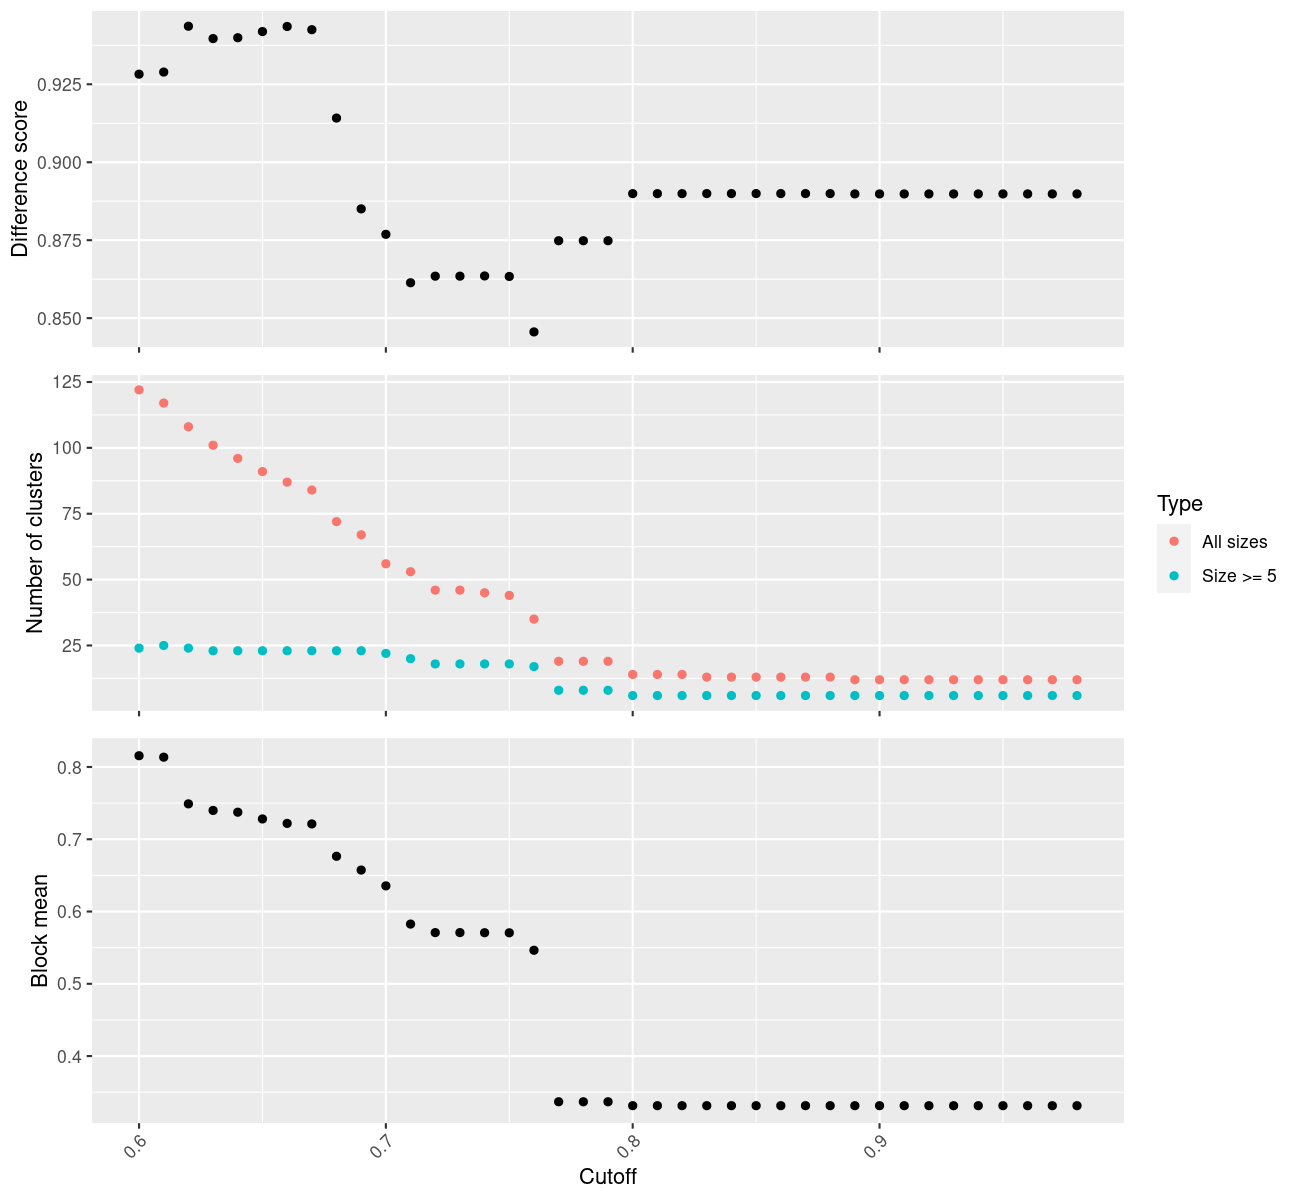 Difference score
0.925
0.900
0.875
0.850
Number of clusters
125
100
75
50
25
Type
All sizes
Size >= 5
Block mean
0.8
0.7
0.6
0.5
0.4
0.6 0.7 0.8 0.9
Cutoff